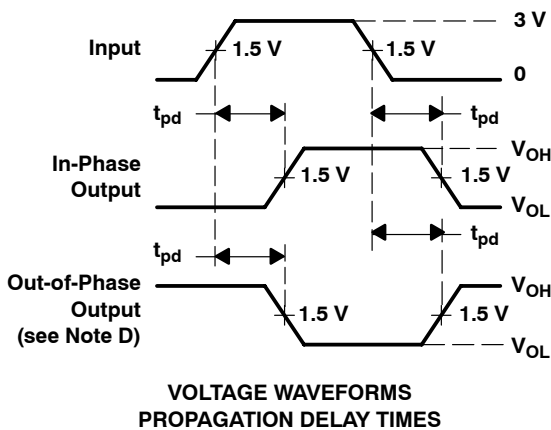 3 V
Input
1.5 V
1.5 V
0
tpd
tpd
VOH
In-Phase
Output
1.5 V
1.5 V
VOL
tpd
tpd
Out-of-Phase
Output
(see Note D)
VOH
1.5 V
1.5 V
VOL
VOLTAGE WAVEFORMS
PROPAGATION DELAY TIMES